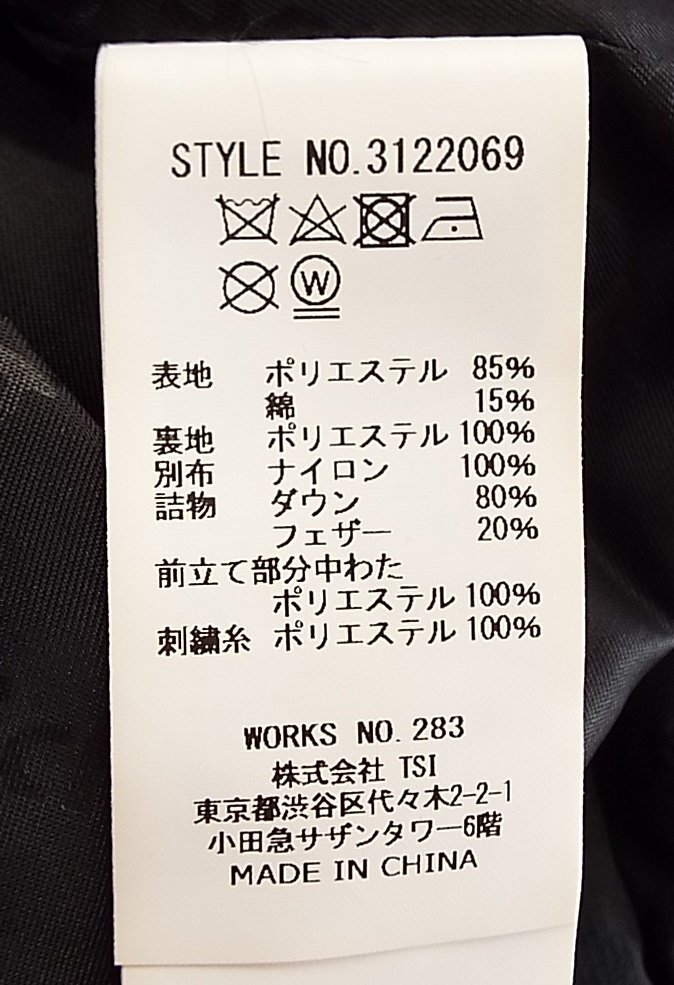 STYLE NO.3122069
W
表地 ポリエステル 85%
綿 15%
裏地 ポリエステル 100%
別布 ナイロン 100%
詰物 ダウン 80%
フェザー 20%
前立て部分中わた
ポリエステル 100%
刺繍糸 ポリエステル 100%
WORKS NO.283
株式会社 TSI
東京都渋谷区代々木2-2-1
小田急サザンタワー6階
MADE IN CHINA